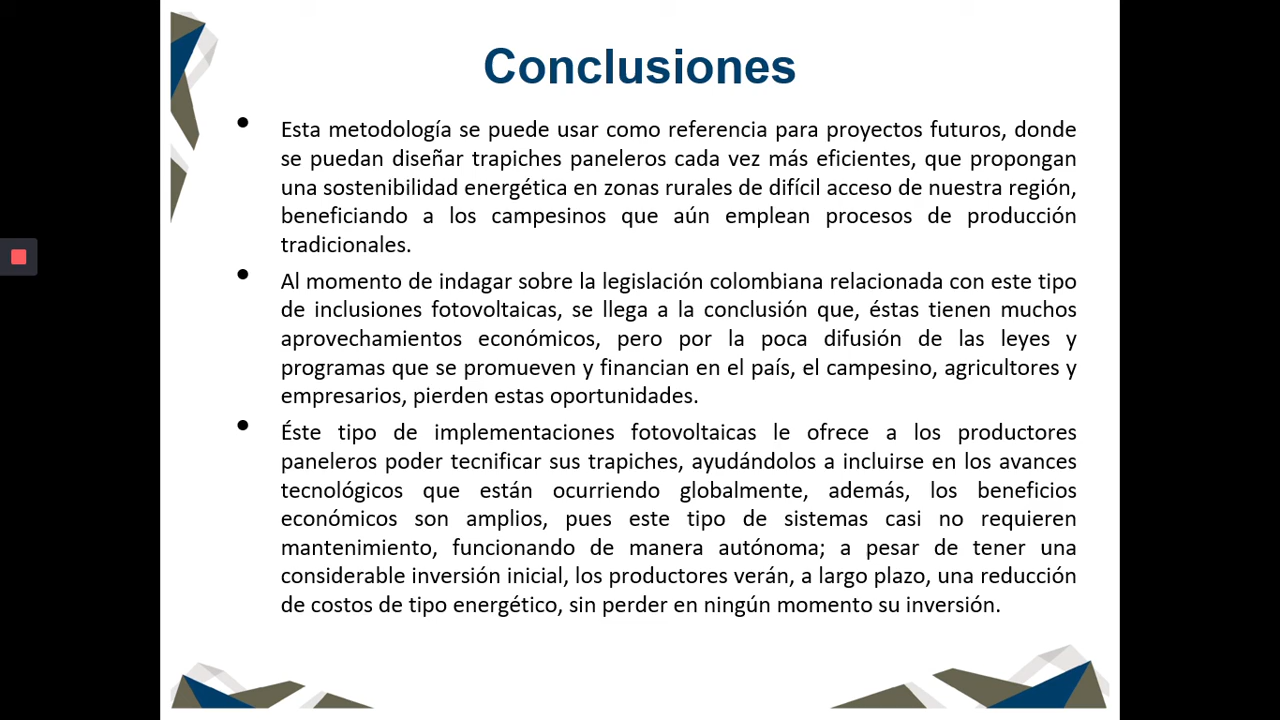 Conclusiones
• Esta metodología se puede usar como referencia para proyectos futuros, donde
se puedan diseñar trapiches paneleros cada vez más eficientes, que propongan
una sostenibilidad energética en zonas rurales de difícil acceso de nuestra región,
beneficiando a los campesinos que aún emplean procesos de producción
tradicionales.
• Al momento de indagar sobre la legislación colombiana relacionada con este tipo
de inclusiones fotovoltaicas, se llega a la conclusión que, éstas tienen muchos
aprovechamientos económicos, pero por la poca difusión de las leyes y
programas que se promueven y financian en el país, el campesino, agricultores y
empresarios, pierden estas oportunidades.
• Éste tipo de implementaciones fotovoltaicas le ofrece a los productores
paneleros poder tecnificar sus trapiches, ayudándolos a incluirse en los avances
tecnológicos que están ocurriendo globalmente, además, los beneficios
económicos son amplios, pues este tipo de sistemas casi no requieren
mantenimiento, funcionando de manera autónoma; a pesar de tener una
considerable inversión inicial, los productores verán, a largo plazo, una reducción
de costos de tipo energético, sin perder en ningún momento su inversión.